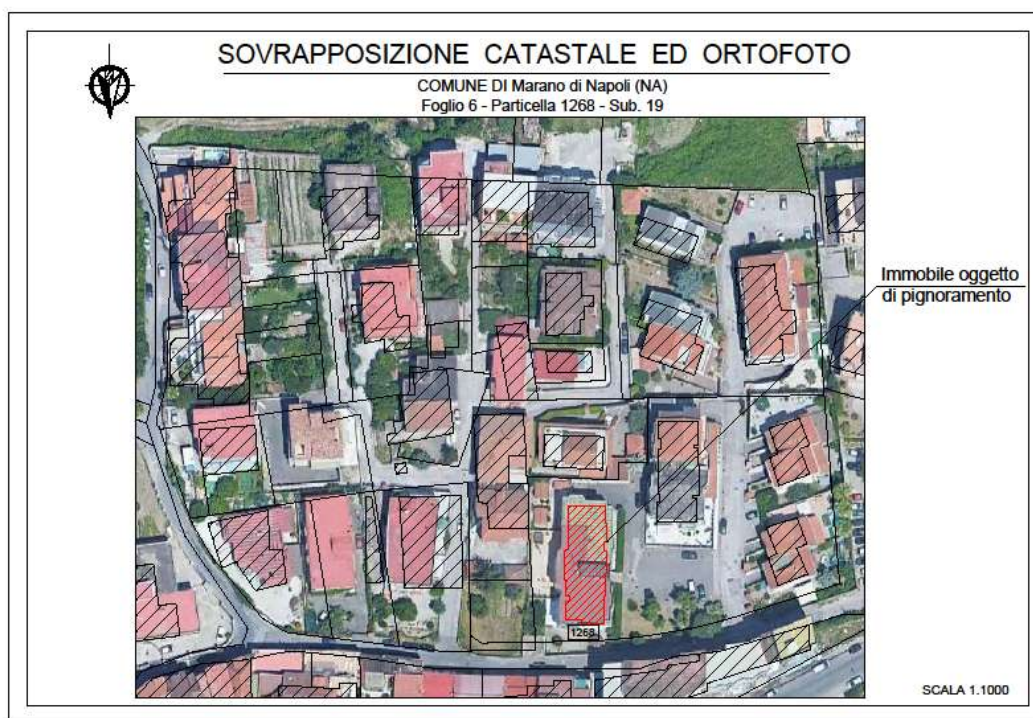 SOVRAPPOSIZIONE CATASTALE ED ORTOFOTO
COMUNE DI Marano di Napoli (NA)
Foglio 6 - Particella 1268 - Sub. 19
Immobile oggetto
di pignoramento
1268
SCALA 1.1000